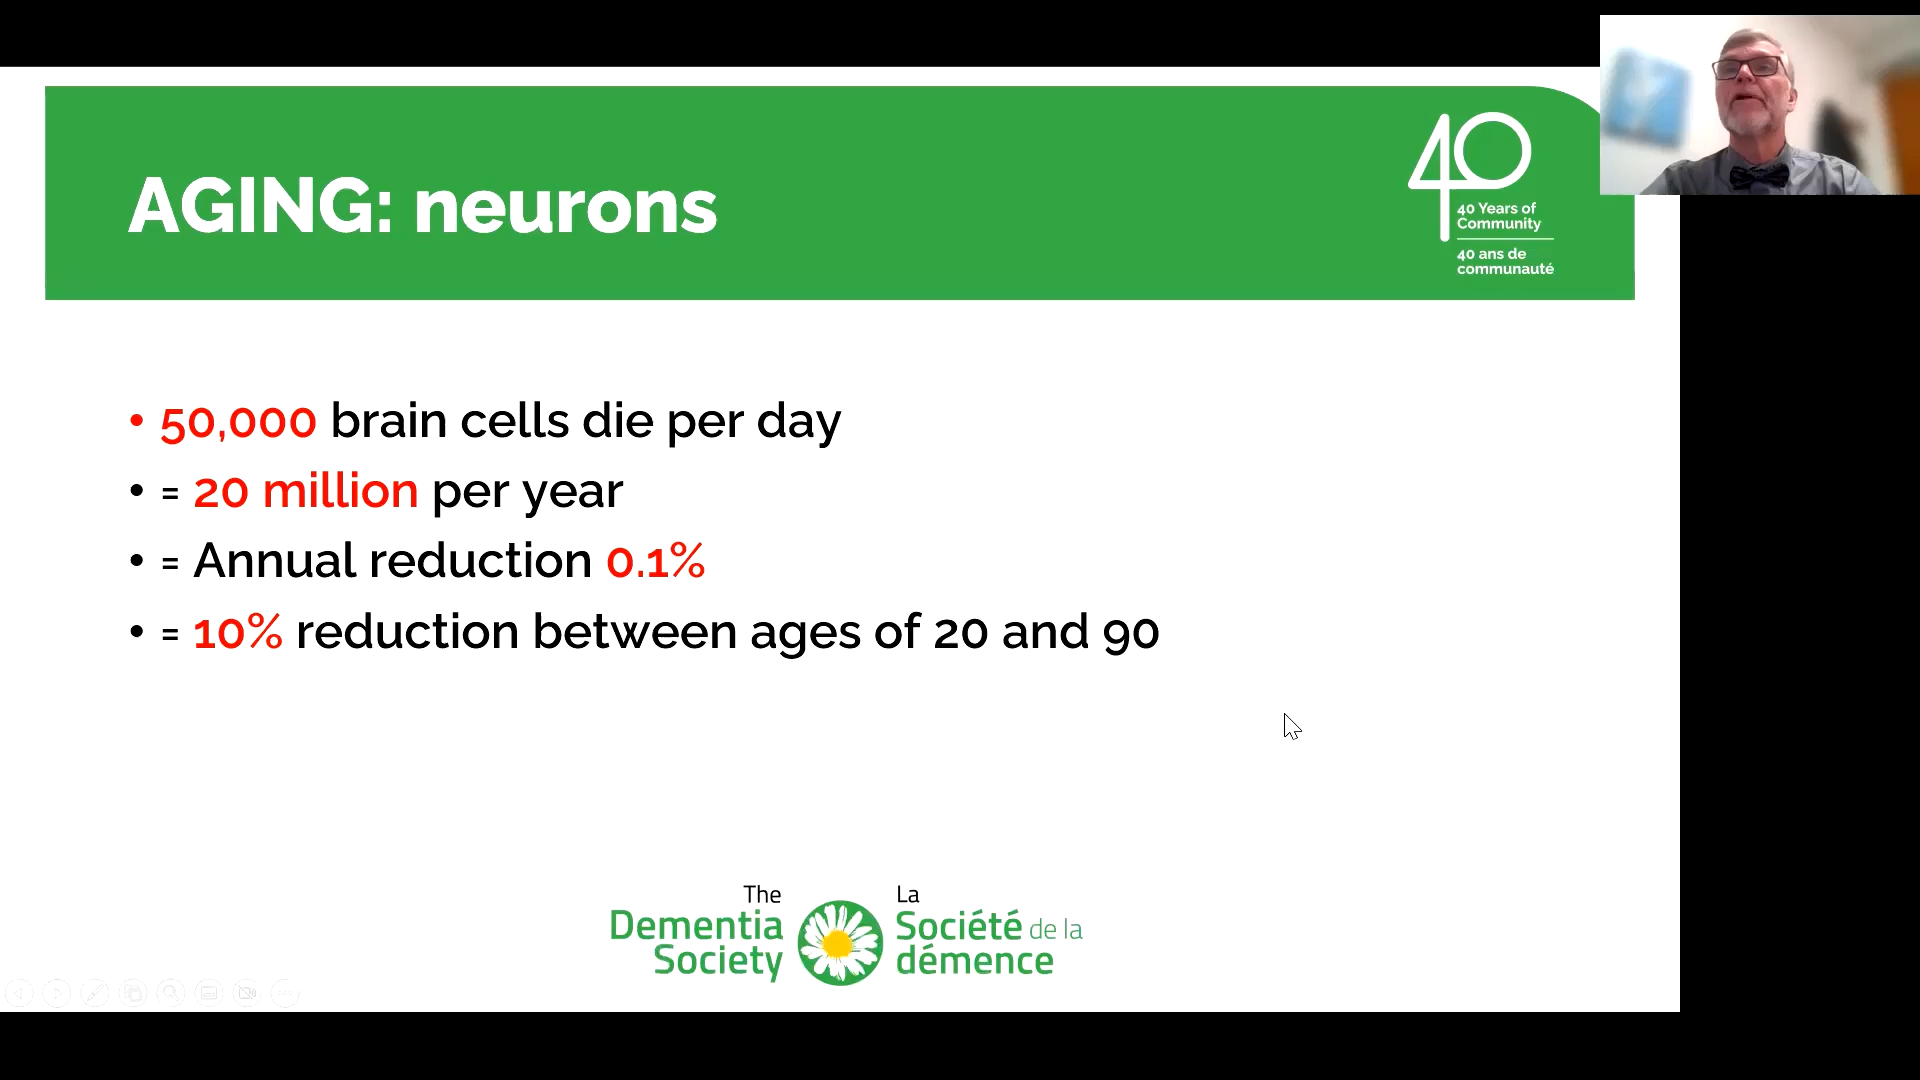 AGING: neurons
40
40 Years of
Community
40 ans de
communauté
• 50,000 brain cells die per day
• = 20 million per year
• = Annual reduction 0.1%
• = 10% reduction between ages of 20 and 90
The
Dementia
Society
La
Société de la
démence